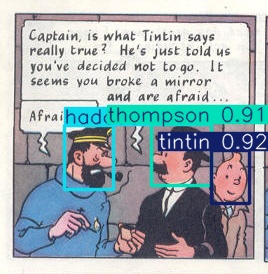 Captain, is what Tintin says
really true? He's just told us
you've decided not to go. It
seems you broke a mirror
and are afraid...
Afrai
had
thompson 0.91
tintin 0.92